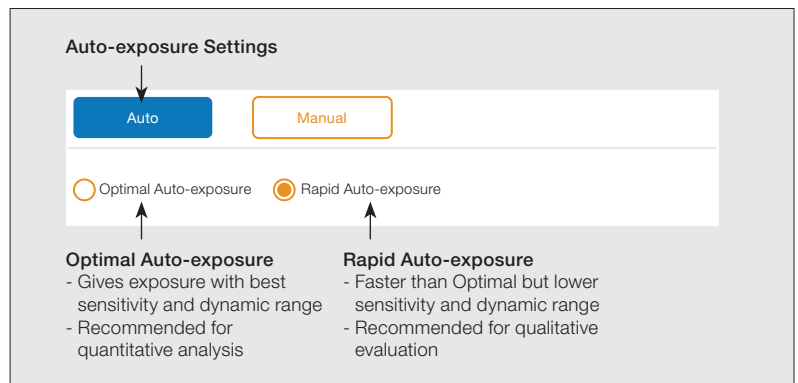 Auto-exposure Settings
Auto
Manual
Optimal Auto-exposure
Rapid Auto-exposure
Optimal Auto-exposure
- Gives exposure with best
sensitivity and dynamic range
- Recommended for
quantitative analysis
Rapid Auto-exposure
- Faster than Optimal but lower
sensitivity and dynamic range
- Recommended for qualitative
evaluation